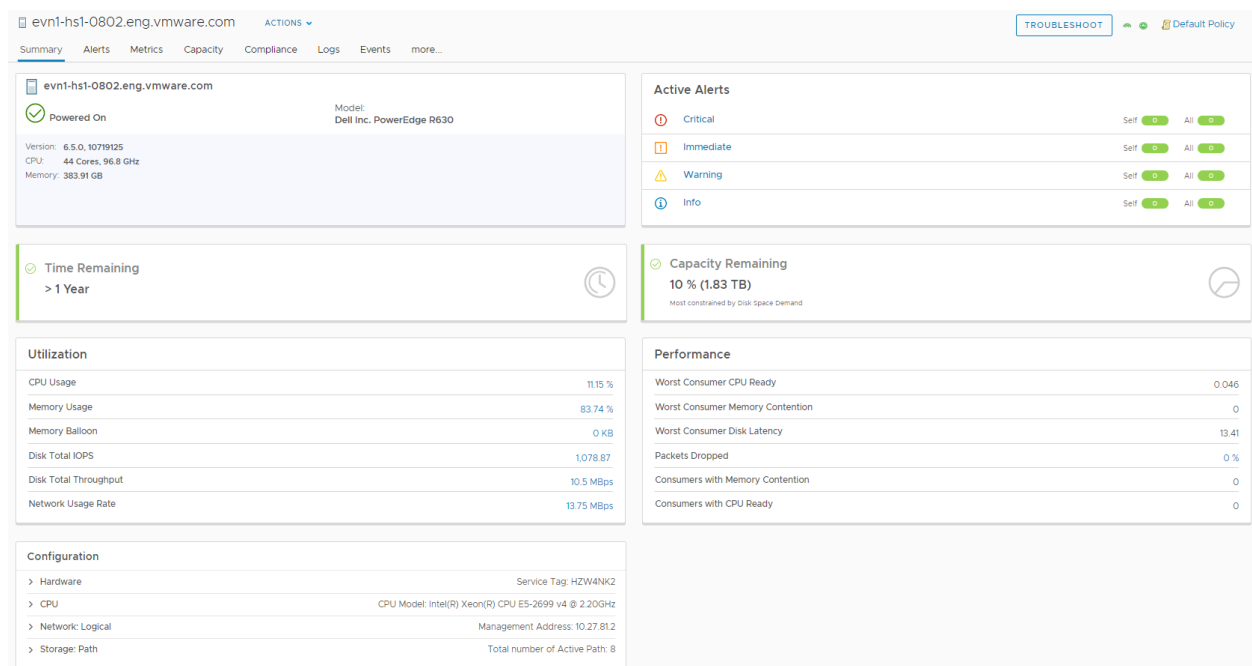 evn1-hs1-0802.eng.vmware.com ACTIONS TROUBLESHOOT Default Policy
Summary Alerts Metrics Capacity Compliance Logs Events more...
evn1-hs1-0802.eng.vmware.com
Powered On
Model:
Dell Inc. PowerEdge R630
Version: 6.5.0, 10719125
CPU: 44 Cores, 96.8 GHz
Memory: 383.91 GB
Active Alerts
Critical Self 0 All 0
Immediate Self 0 All 0
Warning Self 0 All 0
Info Self 0 All 0
Time Remaining
> 1 Year
Capacity Remaining
10 % (1.83 TB)
Most constrained by Disk Space Demand
Utilization
CPU Usage 11.15 %
Memory Usage 83.74 %
Memory Balloon 0 KB
Disk Total IOPS 1,078.87
Disk Total Throughput 10.5 MBps
Network Usage Rate 13.75 MBps
Performance
Worst Consumer CPU Ready 0.046
Worst Consumer Memory Contention 0
Worst Consumer Disk Latency 13.41
Packets Dropped 0 %
Consumers with Memory Contention 0
Consumers with CPU Ready 0
Configuration
> Hardware Service Tag: HZW4NK2
> CPU CPU Model: Intel(R) Xeon(R) CPU E5-2699 v4 @ 2.20GHz
> Network: Logical Management Address: 10.27.81.2
> Storage: Path Total number of Active Path: 8